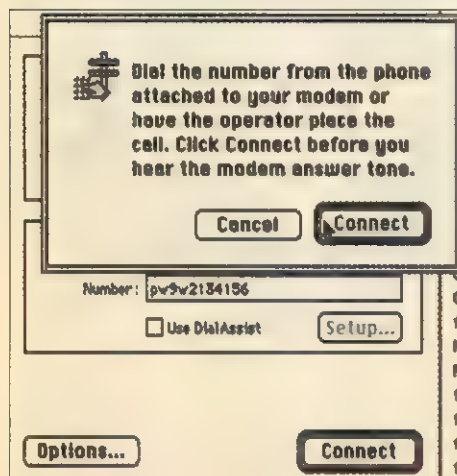 Dial the number from the phone
attached to your modem or
have the operator place the
call. Click Connect before you
hear the modem answer tone.
Cancel Connect
Number: pw9w2134156
Use DialAssist Setup...
Options... Connect